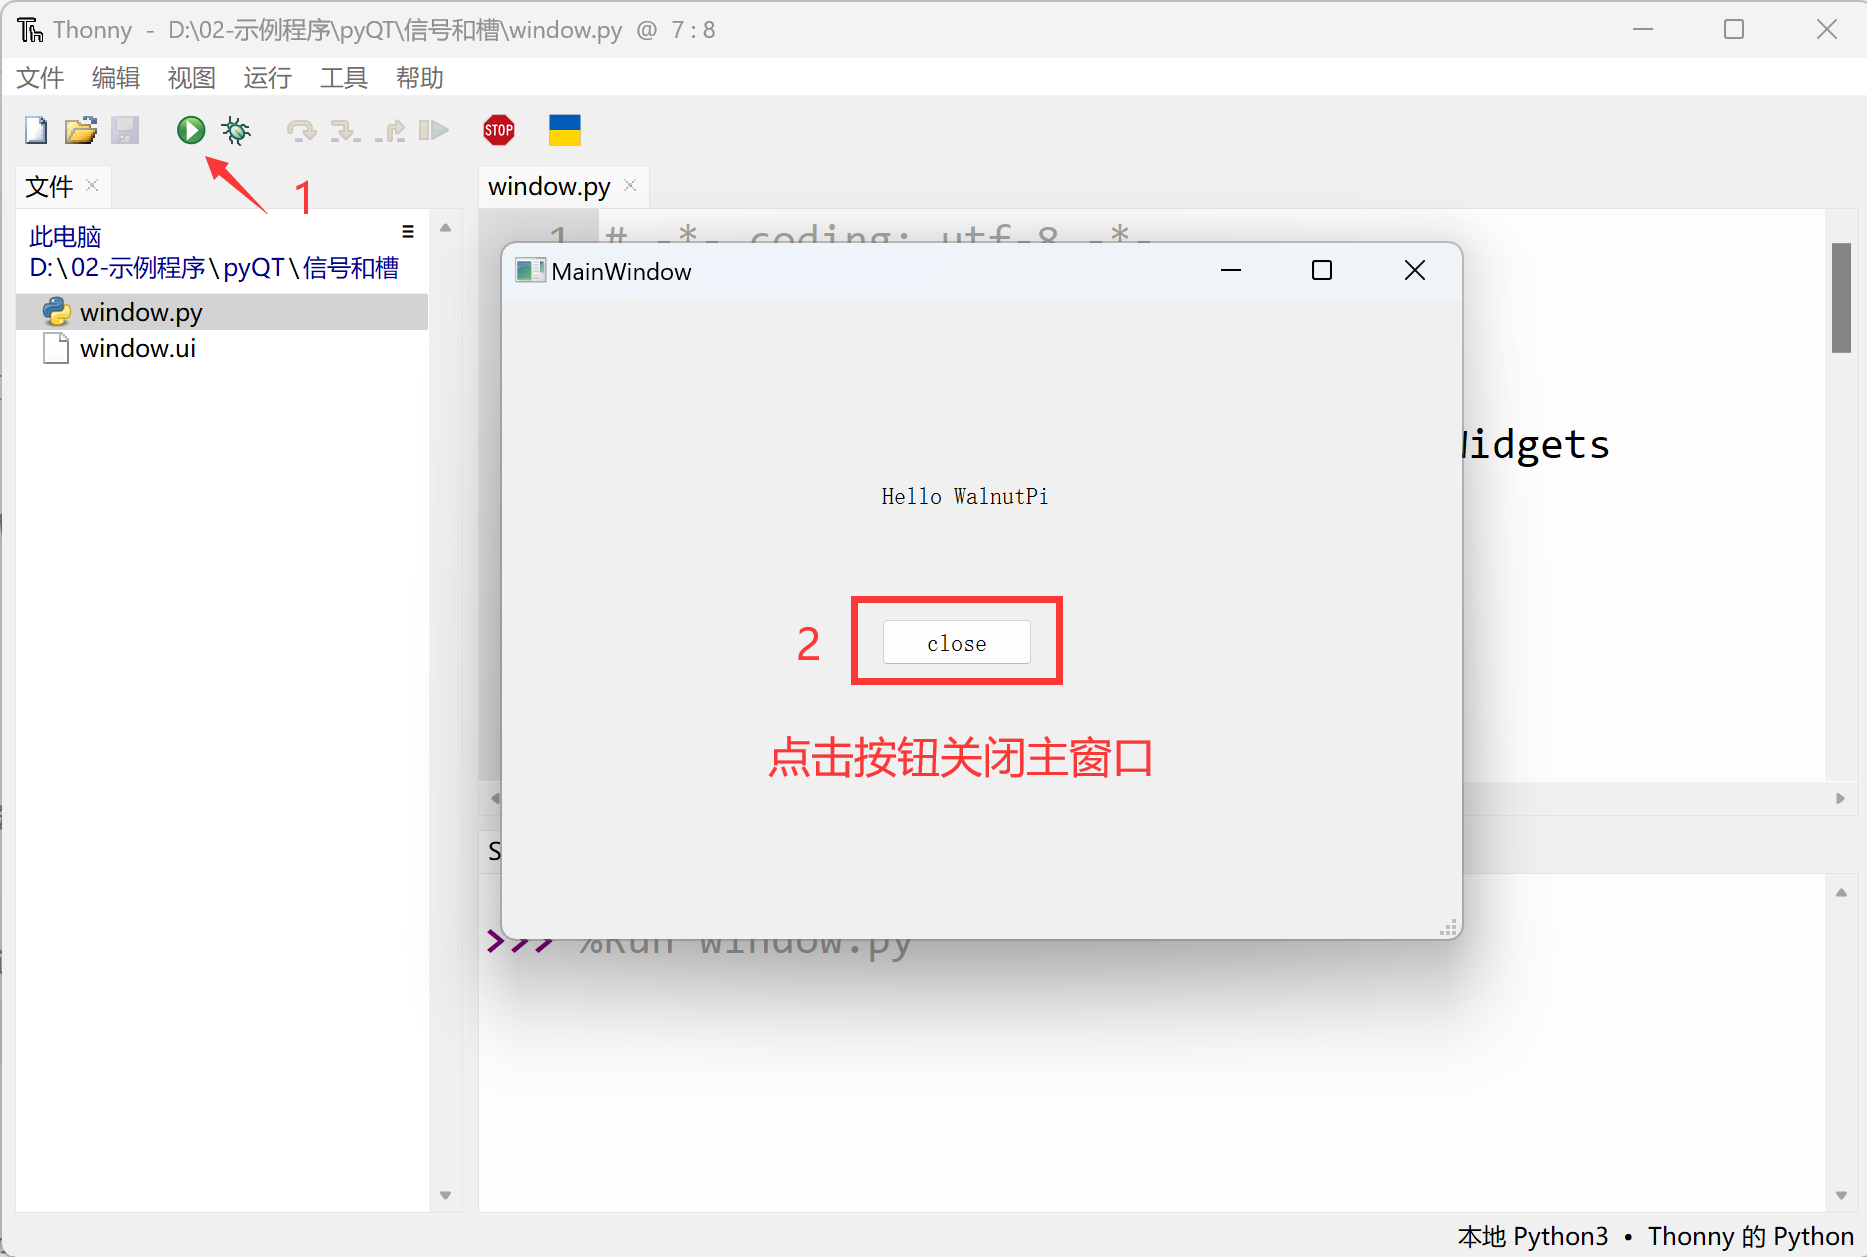 Thonny - D:\02-示例程序\pyQT\信号和槽\window.py @ 7 : 8
文件 编辑 视图 运行 工具 帮助
STOP
1
文件
window.py
此电脑
D:\02-示例程序\pyQT\信号和槽
window.py
window.ui
1 # -*- coding: utf-8 -*-
MainWindow
Widgets
Hello WalnutPi
2
close
点击按钮关闭主窗口
S
>>> %Run window.py
本地 Python3 • Thonny 的 Python